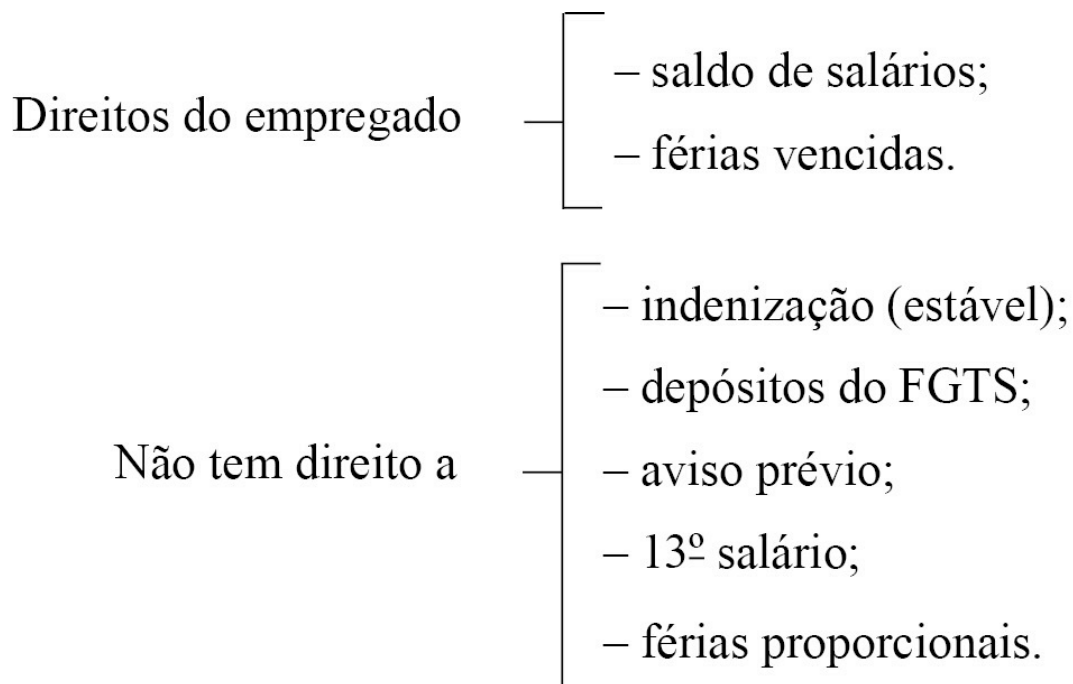 Direitos do empregado
– saldo de salários;
– férias vencidas.
Não tem direito a
– indenização (estável);
– depósitos do FGTS;
– aviso prévio;
– 13º salário;
– férias proporcionais.